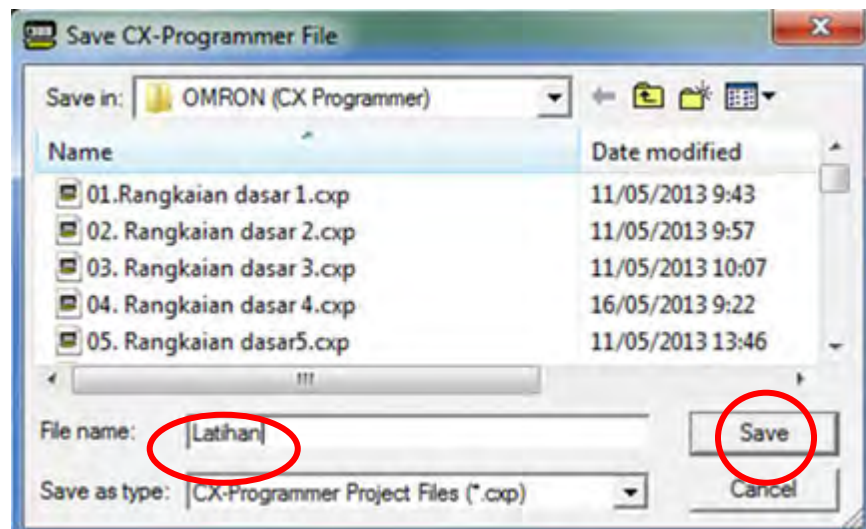 Save CX-Programmer File
Save in: OMRON (CX Programmer)
Name Date modified
01.Rangkaian dasar 1.cxp 11/05/2013 9:43
02. Rangkaian dasar 2.cxp 11/05/2013 9:57
03. Rangkaian dasar 3.cxp 11/05/2013 10:07
04. Rangkaian dasar 4.cxp 16/05/2013 9:22
05. Rangkaian dasar5.cxp 11/05/2013 13:46
File name: Latihan Save
Save as type: CX-Programmer Project Files (*.cxp) Cancel